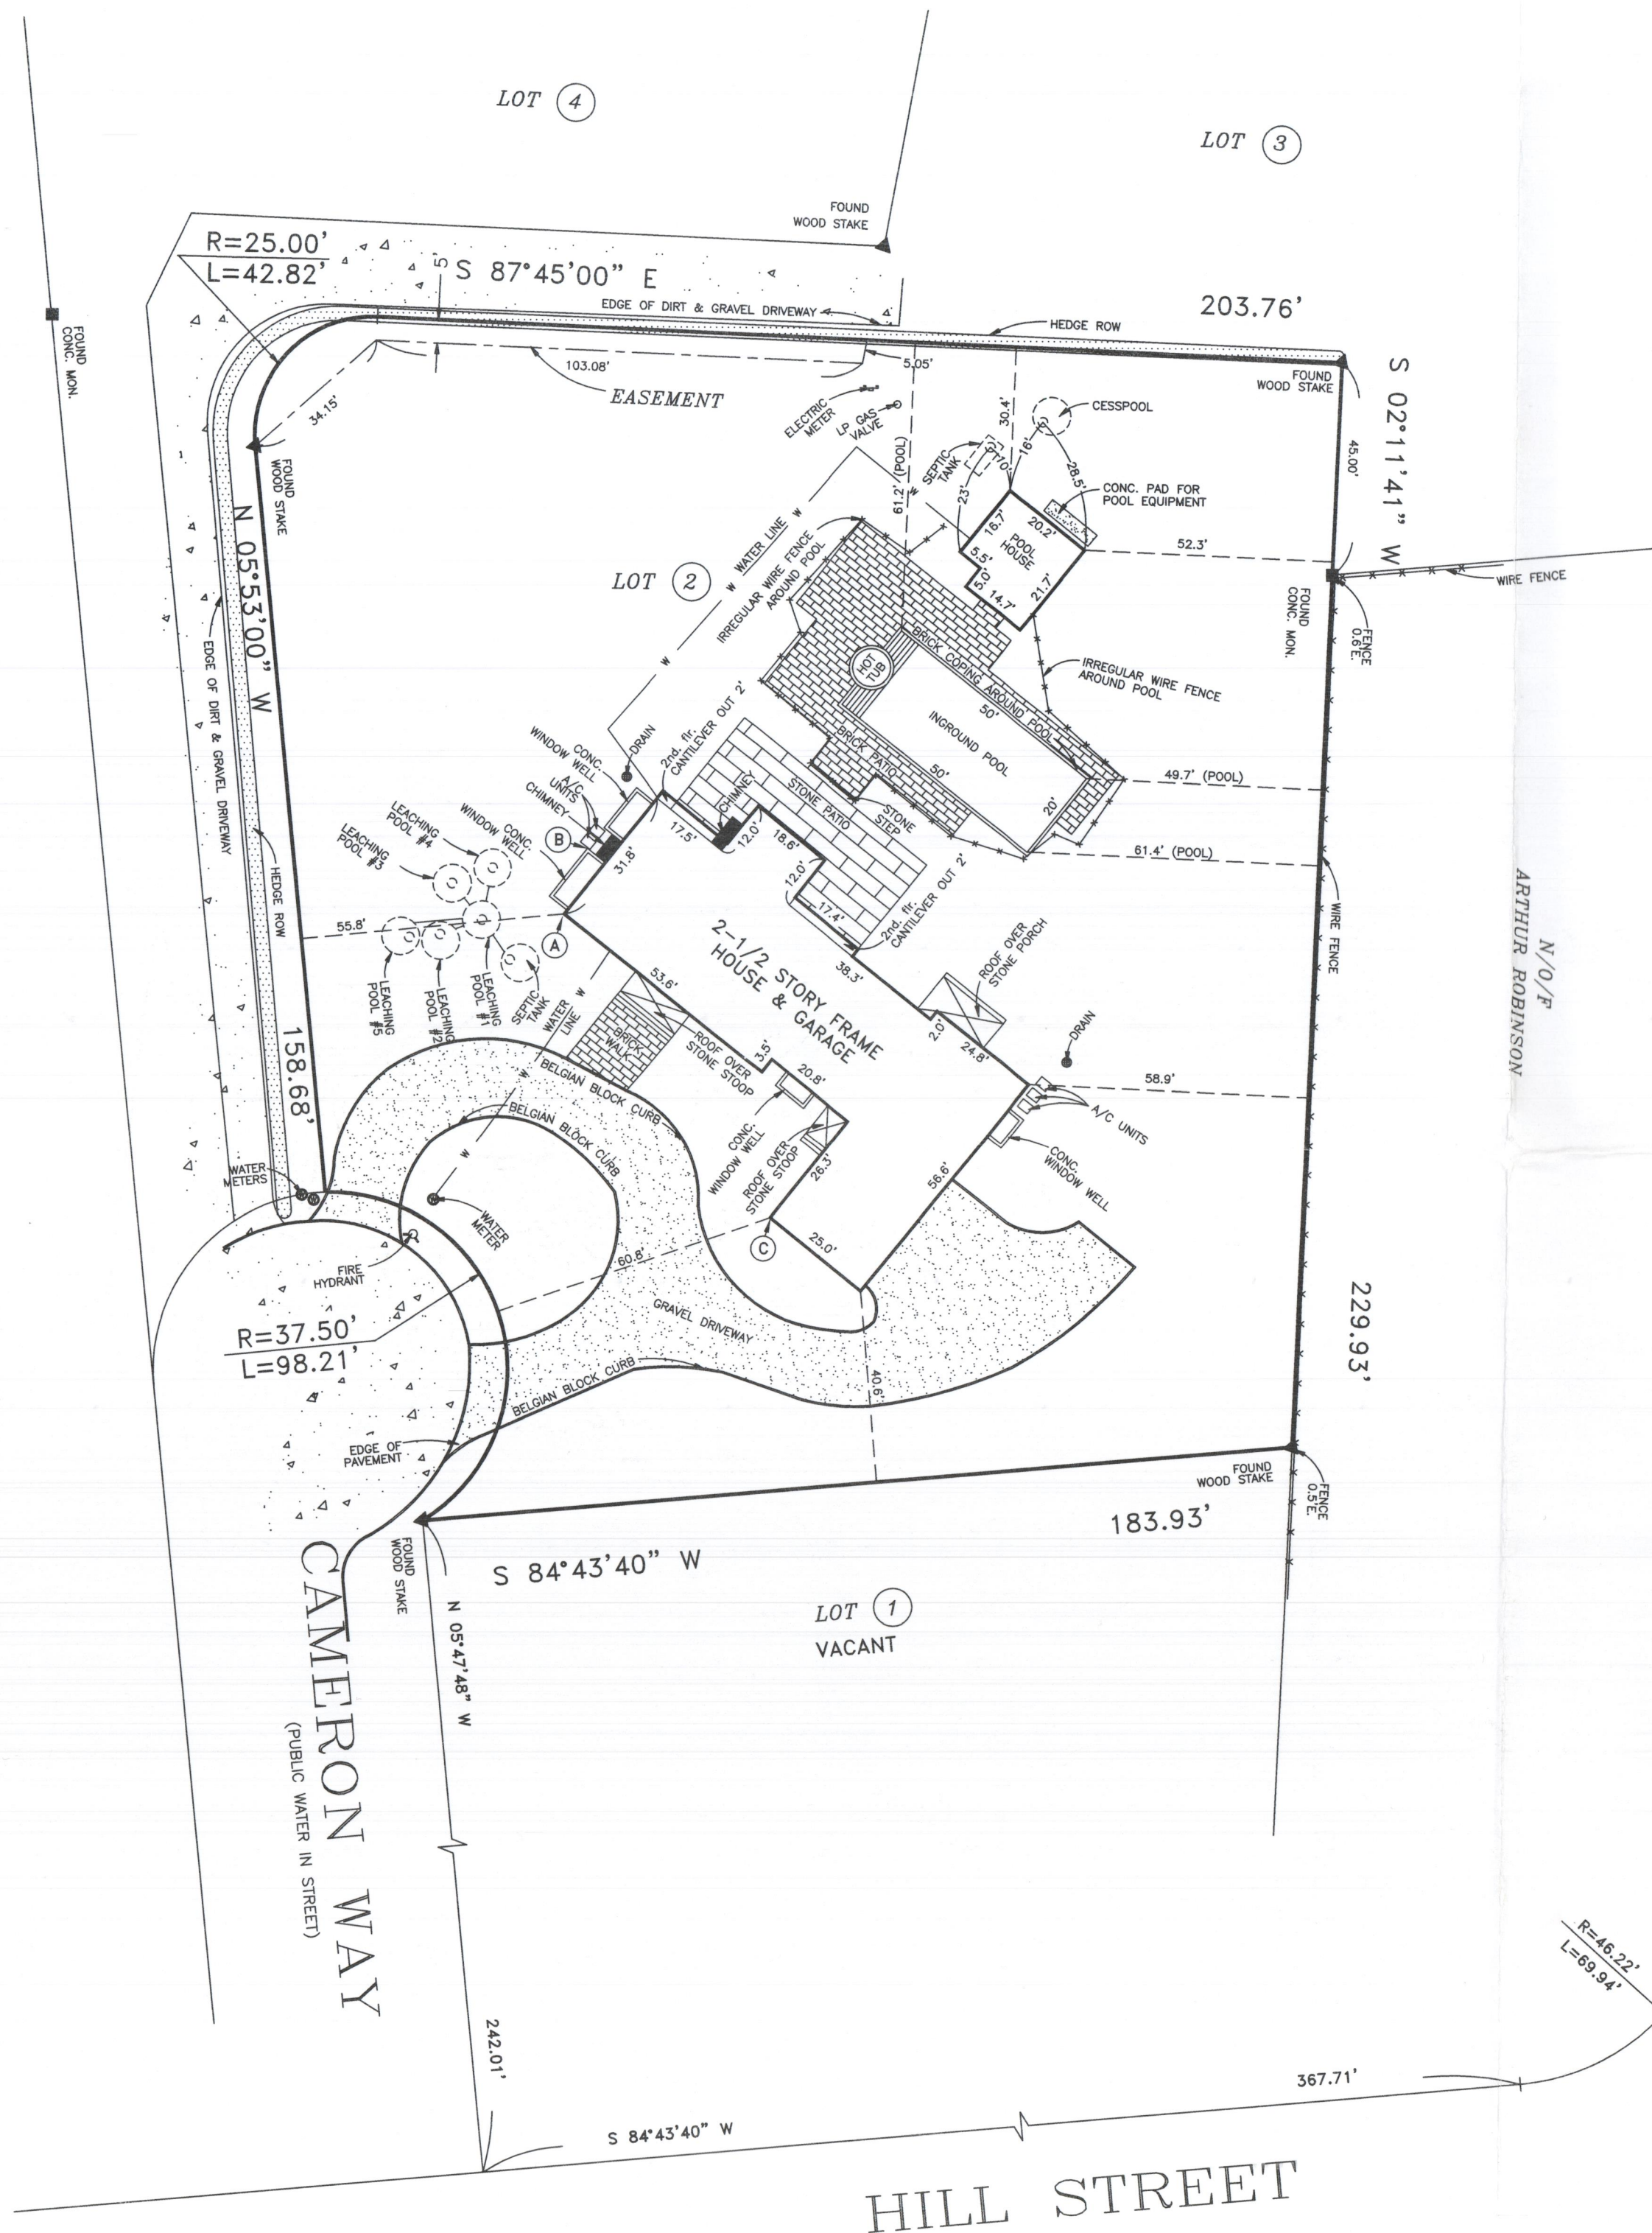 LOT 4
LOT 3
FOUND
WOOD STAKE
R=25.00'
L=42.82'
5'
S 87°45'00" E
203.76'
EDGE OF DIRT & GRAVEL DRIVEWAY
HEDGE ROW
FOUND
CONC. MON.
FOUND
WOOD STAKE
S 02°11'41" W
103.08'
5.05'
EASEMENT
34.15'
ELECTRIC
METER
LP GAS
VALVE
30.4'
CESSPOOL
45.00'
FOUND
WOOD STAKE
SEPTIC
TANK
10'
16'
28.5'
23'
61.2' (POOL)
CONC. PAD FOR
POOL EQUIPMENT
N 05°53'00" W
W WATER LINE W
W
IRREGULAR WIRE FENCE
AROUND POOL
16.7'
20.2'
POOL
HOUSE
5.5'
5.0'
14.7'
21.7'
52.3'
WIRE FENCE
LOT 2
FOUND
CONC. MON.
FENCE
0.6'E.
EDGE OF DIRT & GRAVEL DRIVEWAY
HOT
TUB
BRICK COPING AROUND POOL
50'
IRREGULAR WIRE FENCE
AROUND POOL
INGROUND POOL
BRICK PATIO
50'
20'
49.7' (POOL)
2nd. flr.
CANTILEVER OUT 2'
DRAIN
CONC.
WINDOW WELL
A/C
UNITS
CHIMNEY
CHIMNEY
STONE PATIO
STONE
STEP
61.4' (POOL)
CONC.
WINDOW WELL
LEACHING
POOL #4
LEACHING
POOL #3
B
31.8'
17.5'
12.0'
18.6'
12.0'
17.4'
2nd. flr.
CANTILEVER OUT 2'
WIRE FENCE
N/O/F
ARTHUR ROBINSON
HEDGE ROW
55.8'
A
2-1/2 STORY FRAME
HOUSE & GARAGE
38.3'
ROOF OVER
STONE PORCH
53.6'
LEACHING
POOL #5
LEACHING
POOL #2
LEACHING
POOL #1
SEPTIC
TANK
WATER
LINE
W
BRICK
WALK
ROOF OVER
STONE STOOP
3.5'
20.8'
2.0'
24.8'
DRAIN
58.9'
A/C UNITS
158.68'
BELGIAN BLOCK CURB
BELGIAN BLOCK CURB
W
W
CONC.
WINDOW WELL
ROOF OVER
STONE STOOP
26.3'
56.6'
CONC.
WINDOW WELL
WATER
METERS
WATER
METER
25.0'
C
60.8'
FIRE
HYDRANT
GRAVEL DRIVEWAY
229.93'
R=37.50'
L=98.21'
BELGIAN BLOCK CURB
40.6'
EDGE OF
PAVEMENT
FOUND
WOOD STAKE
FENCE
0.5'E.
183.93'
FOUND
WOOD STAKE
S 84°43'40" W
LOT 1
VACANT
N 05°47'48" W
CAMERON WAY
(PUBLIC WATER IN STREET)
R=46.22'
L=69.94'
242.01'
367.71'
S 84°43'40" W
HILL STREET